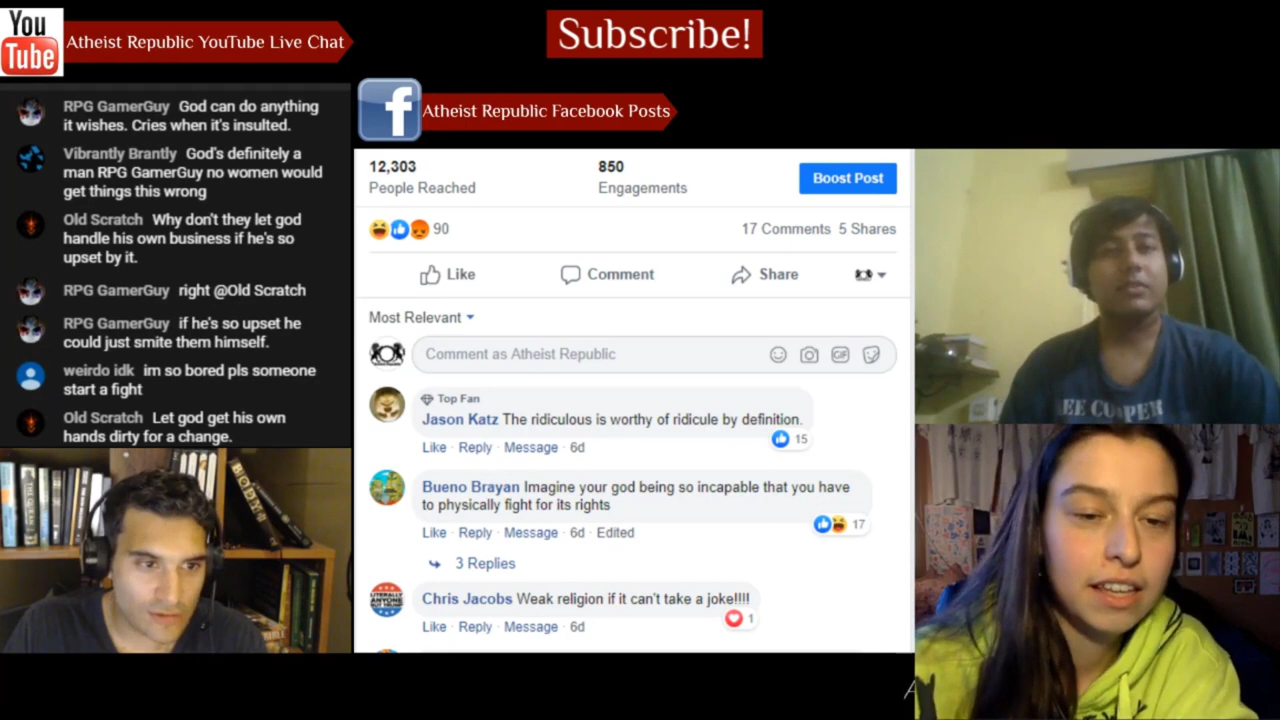 You
Tube
Atheist Republic YouTube Live Chat
Subscribe!
RPG GamerGuy God can do anything
it wishes. Cries when it's insulted.
Vibrantly Brantly God's definitely a
man RPG GamerGuy no women would
get things this wrong
Old Scratch Why don't they let god
handle his own business if he's so
upset by it.
RPG GamerGuy right @Old Scratch
RPG GamerGuy if he's so upset he
could just smite them himself.
weirdo idk im so bored pls someone
start a fight
Old Scratch Let god get his own
hands dirty for a change.
f
Atheist Republic Facebook Posts
12,303
People Reached
850
Engagements
Boost Post
90
17 Comments 5 Shares
Like
Comment
Share
Most Relevant
Comment as Atheist Republic
GIF
Top Fan
Jason Katz The ridiculous is worthy of ridicule by definition.
15
Like · Reply · Message · 6d
Bueno Brayan Imagine your god being so incapable that you have
to physically fight for its rights
17
Like · Reply · Message · 6d · Edited
3 Replies
LITERALLY
ANYONE
Chris Jacobs Weak religion if it can't take a joke!!!!
1
Like · Reply · Message · 6d
LEE COOPER
A